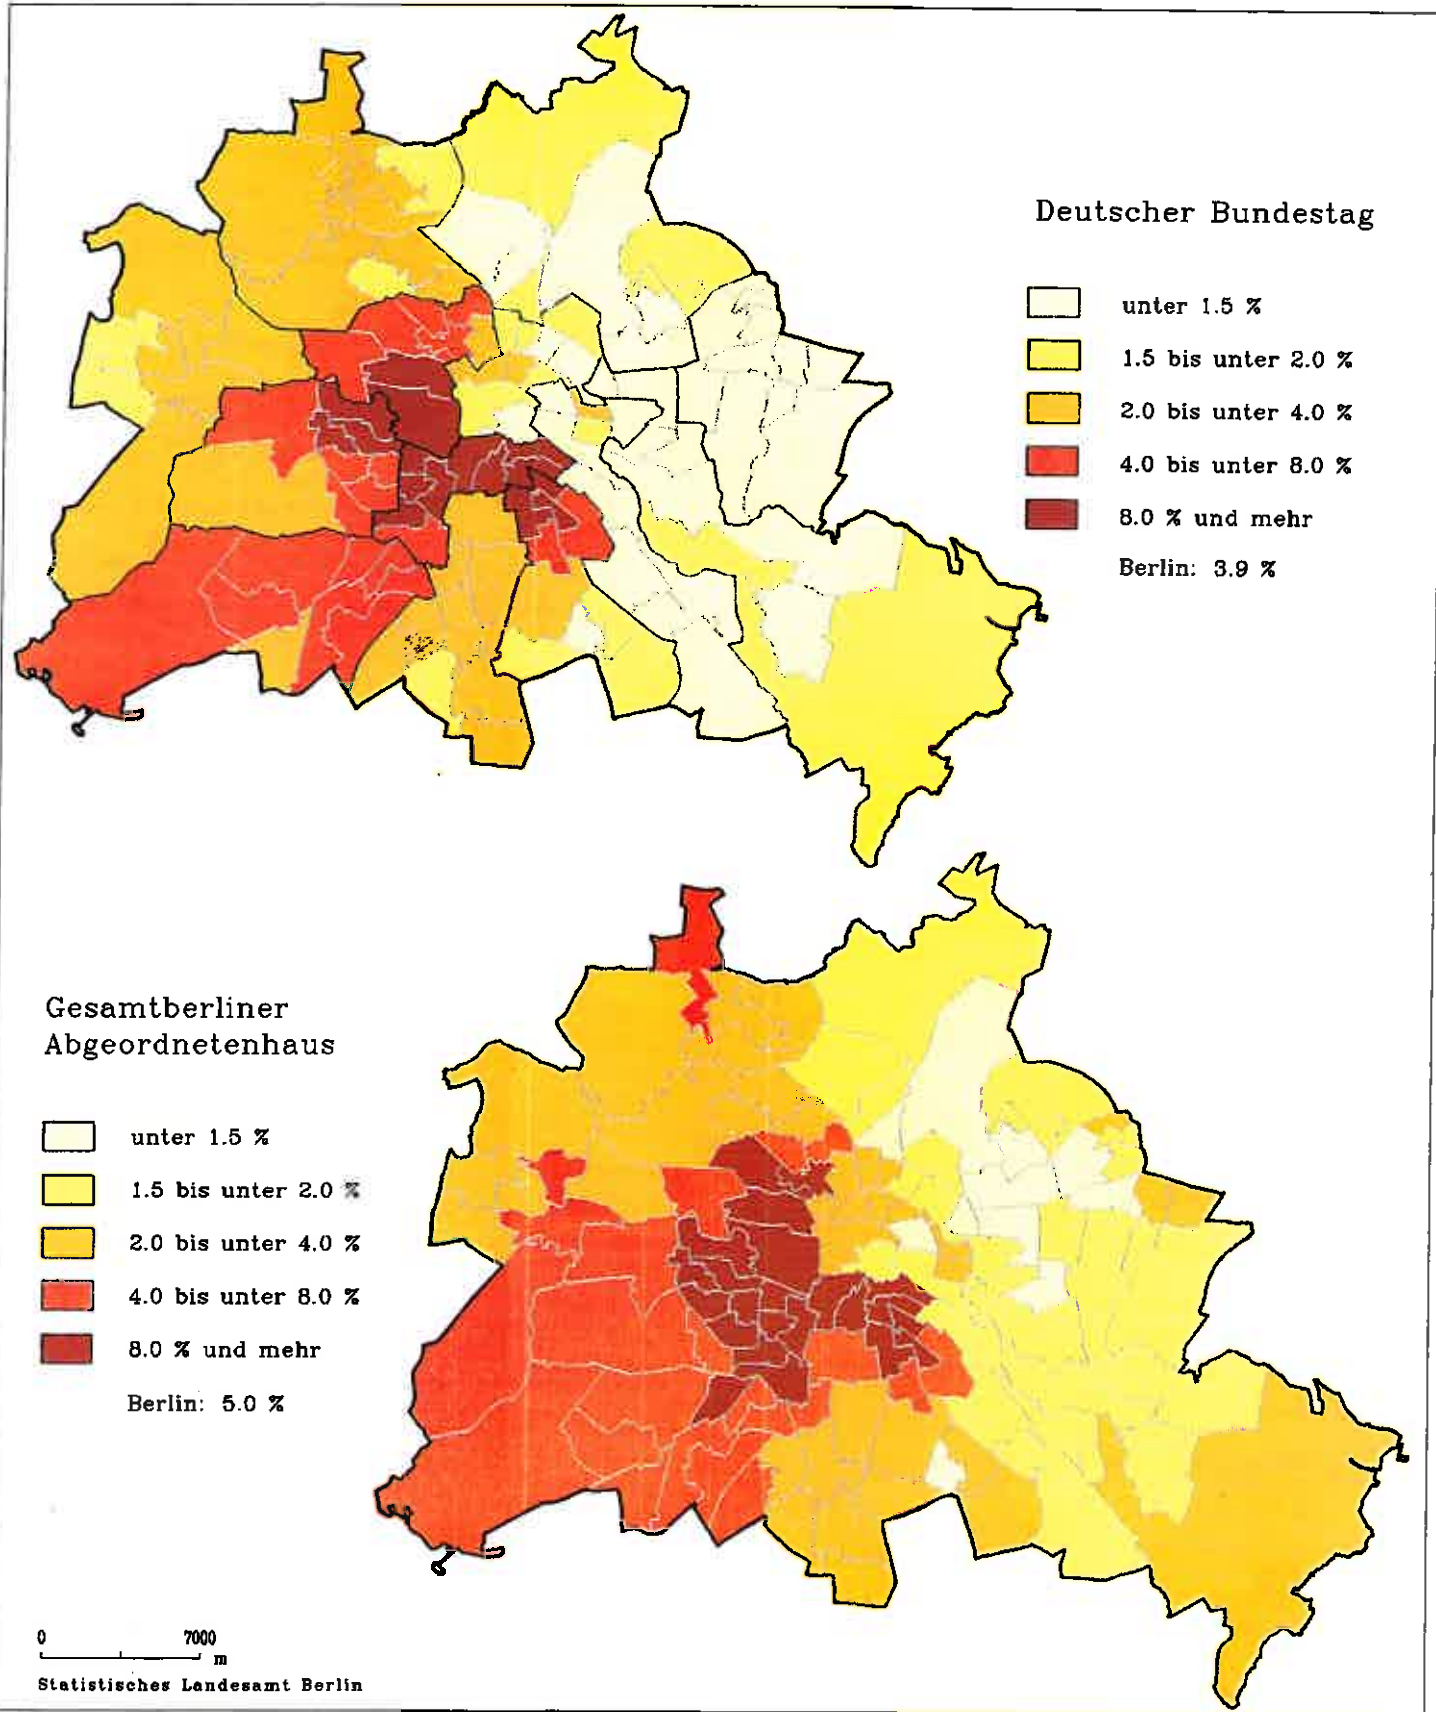 Deutscher Bundestag
unter 1.5 %
1.5 bis unter 2.0 %
2.0 bis unter 4.0 %
4.0 bis unter 8.0 %
8.0 % und mehr
Berlin: 3.9 %
Gesamtberliner
Abgeordnetenhaus
unter 1.5 %
1.5 bis unter 2.0 %
2.0 bis unter 4.0 %
4.0 bis unter 8.0 %
8.0 % und mehr
Berlin: 5.0 %
0 7000
m
Statistisches Landesamt Berlin